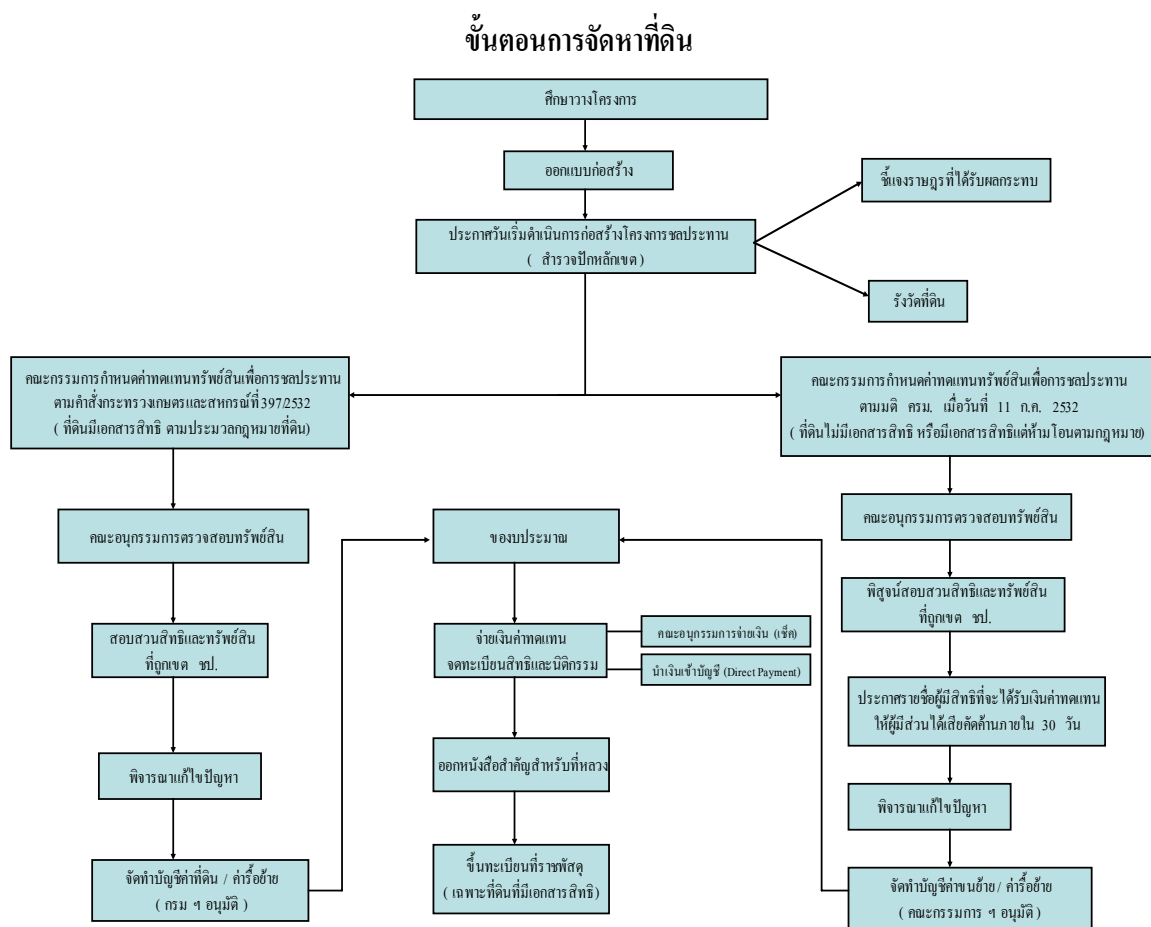 ขั้นตอนการจัดหาที่ดิน
ศึกษาวางโครงการ
ออกแบบก่อสร้าง
ชี้แจงราษฎรที่ได้รับผลกระทบ
ประกาศวันเริ่มดำเนินการก่อสร้างโครงการชลประทาน
( สำรวจปักหลักเขต )
รังวัดที่ดิน
คณะกรรมการกำหนดค่าทดแทนทรัพย์สินเพื่อการชลประทาน
ตามคำสั่งกระทรวงเกษตรและสหกรณ์ที่ 397/2532
( ที่ดินมีเอกสารสิทธิ ตามประมวลกฎหมายที่ดิน)
คณะกรรมการกำหนดค่าทดแทนทรัพย์สินเพื่อการชลประทาน
ตามมติ ครม. เมื่อวันที่ 11 ก.ค. 2532
( ที่ดินไม่มีเอกสารสิทธิ หรือมีเอกสารสิทธิแต่ห้ามโอนตามกฎหมาย)
คณะอนุกรรมการตรวจสอบทรัพย์สิน
สอบสวนสิทธิและทรัพย์สิน
ที่ถูกเขต ชป.
พิจารณาแก้ไขปัญหา
จัดทำบัญชีค่าที่ดิน / ค่ารื้อย้าย
( กรม ฯ อนุมัติ )
ของบประมาณ
จ่ายเงินค่าทดแทน
จดทะเบียนสิทธิและนิติกรรม
คณะอนุกรรมการจ่ายเงิน (เช็ค)
นำเงินเข้าบัญชี (Direct Payment)
ออกหนังสือสำคัญสำหรับที่หลวง
ขึ้นทะเบียนที่ราชพัสดุ
( เฉพาะที่ดินที่มีเอกสารสิทธิ)
คณะอนุกรรมการตรวจสอบทรัพย์สิน
พิสูจน์สอบสวนสิทธิและทรัพย์สิน
ที่ถูกเขต ชป.
ประกาศรายชื่อผู้มีสิทธิที่จะได้รับเงินค่าทดแทน
ให้ผู้มีส่วนได้เสียคัดค้านภายใน 30 วัน
พิจารณาแก้ไขปัญหา
จัดทำบัญชีค่าขนย้าย/ ค่ารื้อย้าย
( คณะกรรมการ ฯ อนุมัติ )